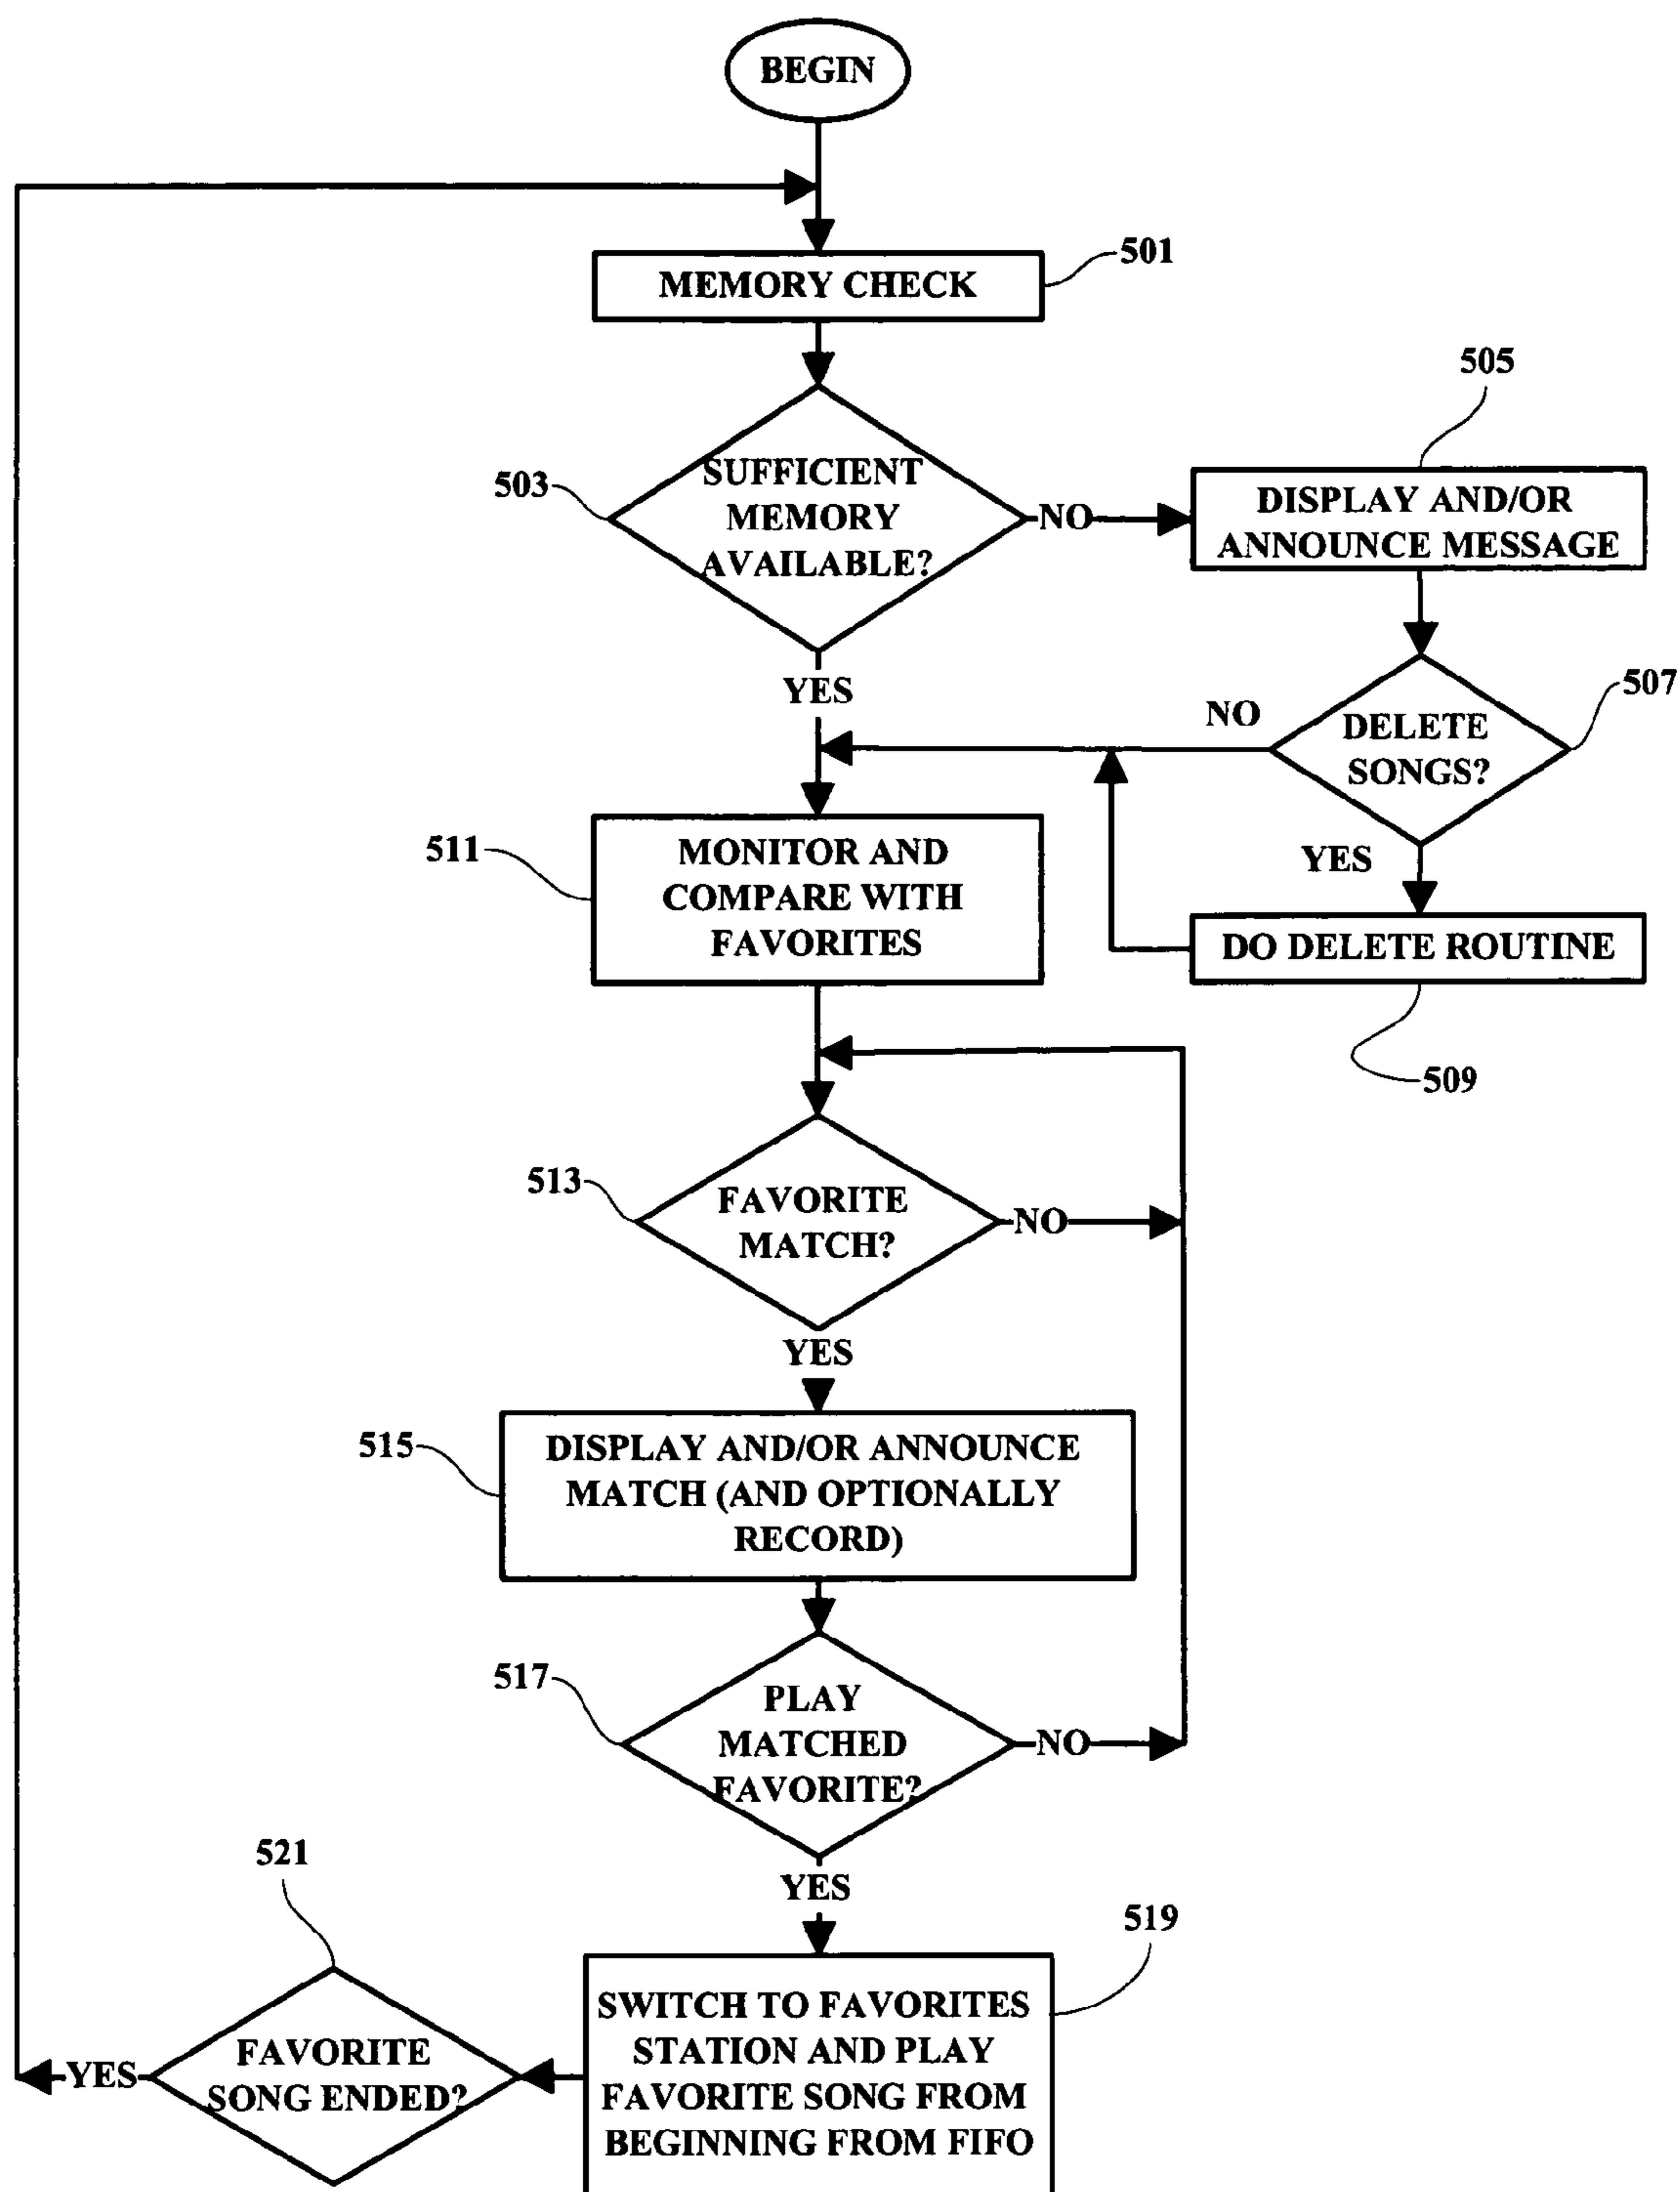 BEGIN
501
MEMORY CHECK
505
503
SUFFICIENT
MEMORY
AVAILABLE?
NO
DISPLAY AND/OR
ANNOUNCE MESSAGE
YES
507
NO
DELETE
SONGS?
511
MONITOR AND
COMPARE WITH
FAVORITES
YES
DO DELETE ROUTINE
509
513
FAVORITE
MATCH?
NO
YES
515
DISPLAY AND/OR ANNOUNCE
MATCH (AND OPTIONALLY
RECORD)
517
PLAY
MATCHED
FAVORITE?
NO
YES
521
519
SWITCH TO FAVORITES
STATION AND PLAY
FAVORITE SONG FROM
BEGINNING FROM FIFO
FAVORITE
SONG ENDED?
YES